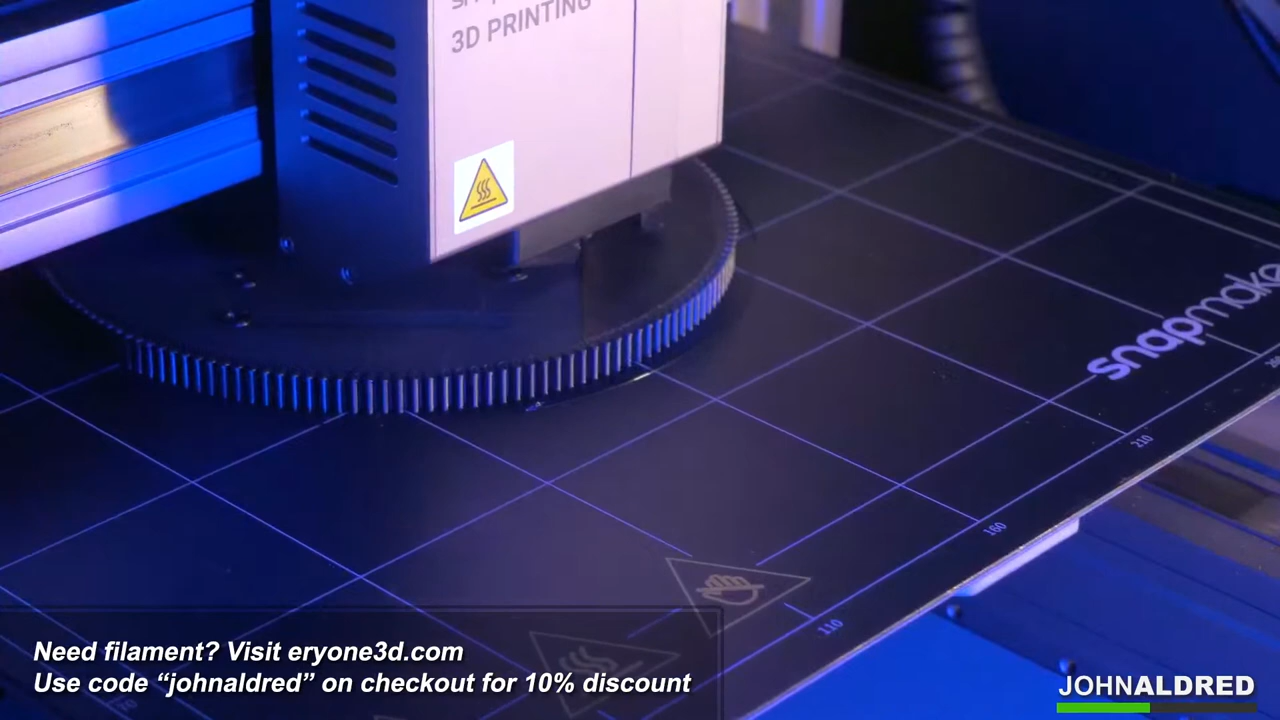 3D PRINTING
snapmake
210
160
110
Need filament? Visit eryone3d.com
Use code “johnaldred” on checkout for 10% discount
JOHNALDRED